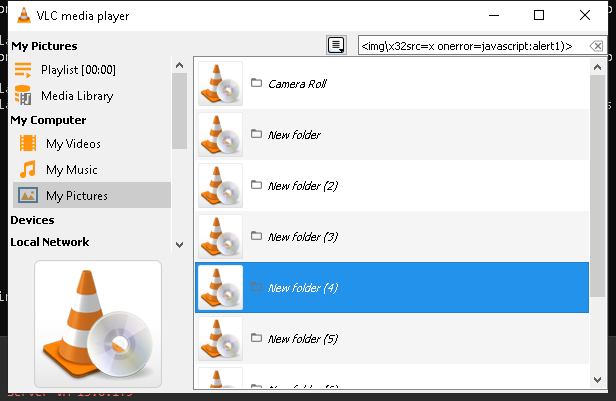 VLC media player
My Pictures
<img\x32src=x onerror=javascript:alert1)>
Playlist [00:00]
Media Library
My Computer
My Videos
My Music
My Pictures
Devices
Local Network
Camera Roll
New folder
New folder (2)
New folder (3)
New folder (4)
New folder (5)